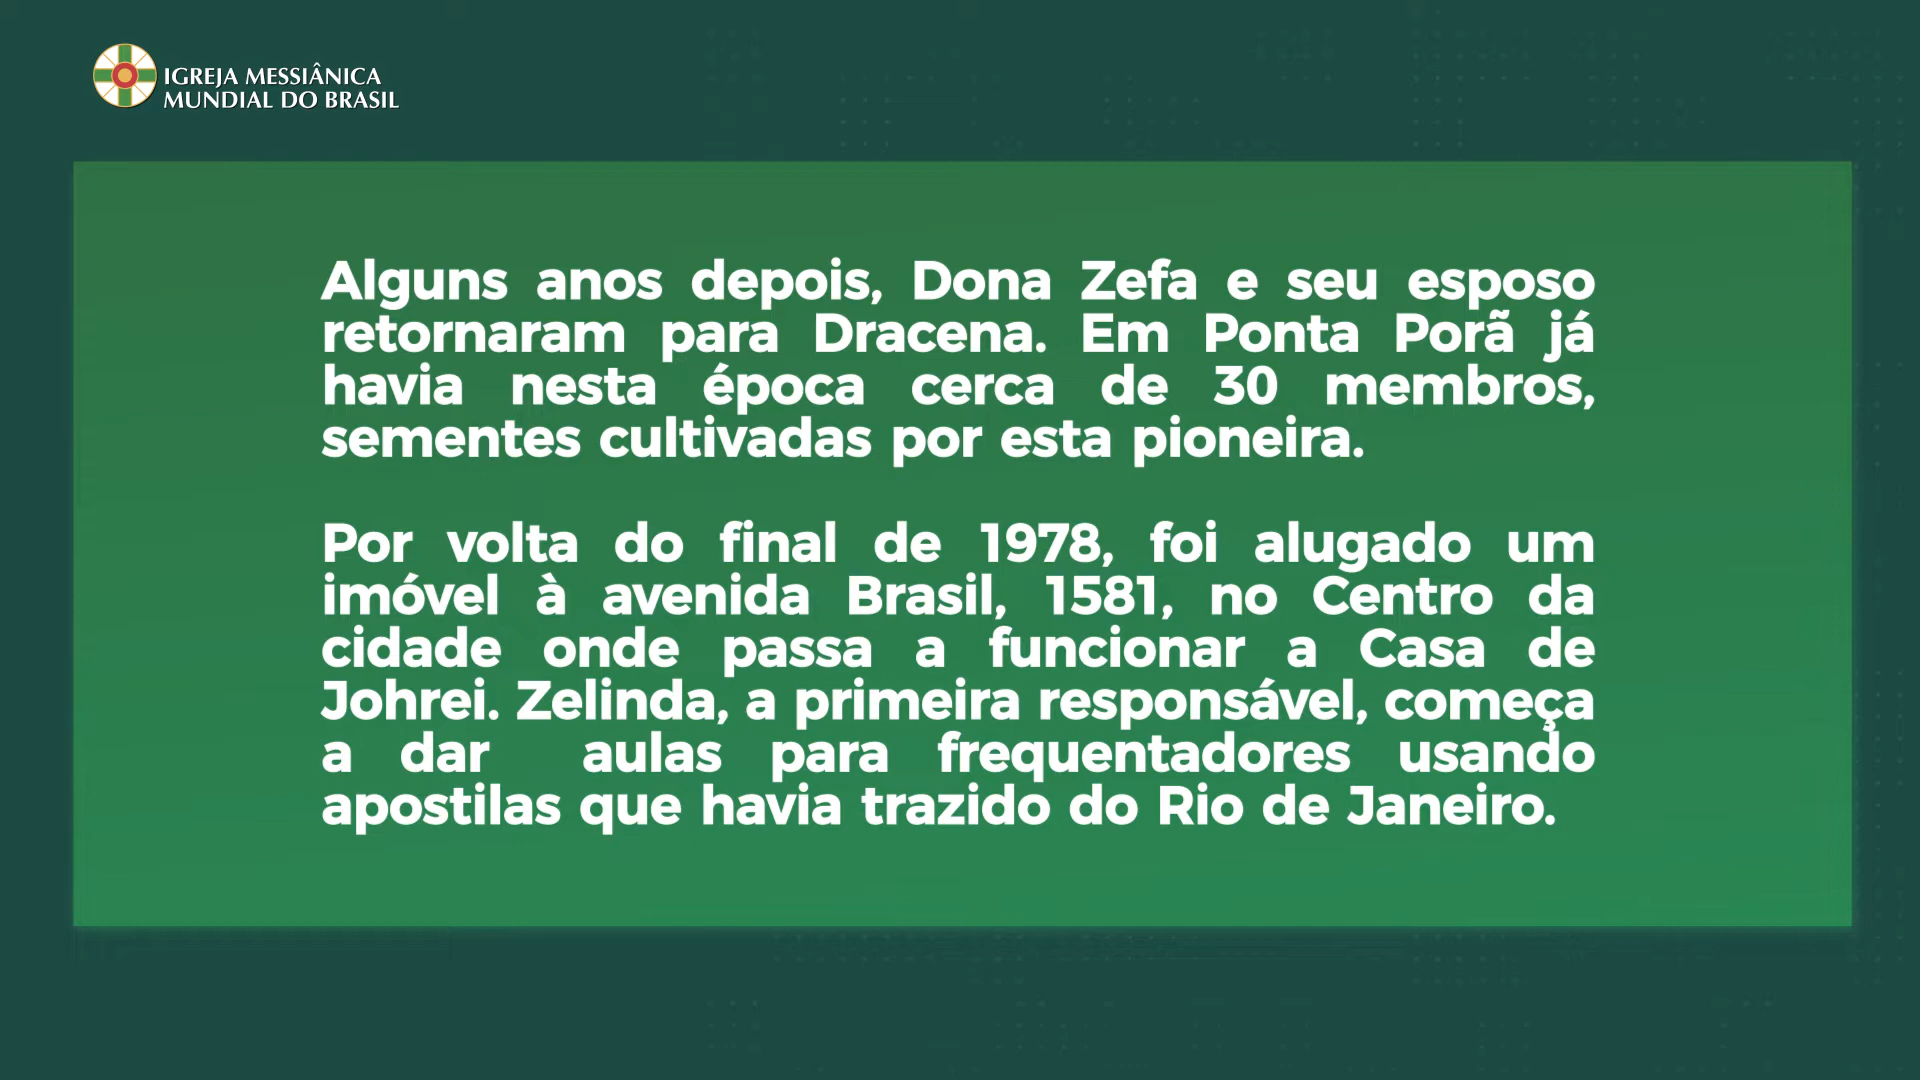 IGREJA MESSIÂNICA
MUNDIAL DO BRASIL
Alguns anos depois, Dona Zefa e seu esposo
retornaram para Dracena. Em Ponta Porã já
havia nesta época cerca de 30 membros,
sementes cultivadas por esta pioneira.
Por volta do final de 1978, foi alugado um
imóvel à avenida Brasil, 1581, no Centro da
cidade onde passa a funcionar a Casa de
Johrei. Zelinda, a primeira responsável, começa
a dar aulas para frequentadores usando
apostilas que havia trazido do Rio de Janeiro.